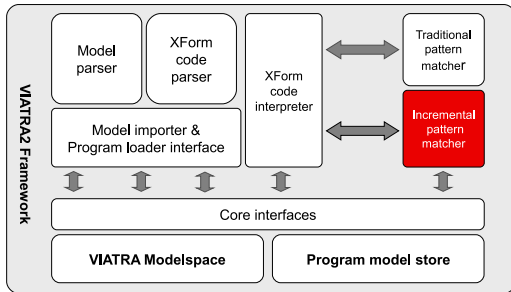 VIATRA2 Framework
Model
parser
XForm
code
parser
XForm
code
interpreter
Traditional
pattern
matcher
Model importer &
Program loader interface
Incremental
pattern
matcher
Core interfaces
VIATRA Modelspace
Program model store